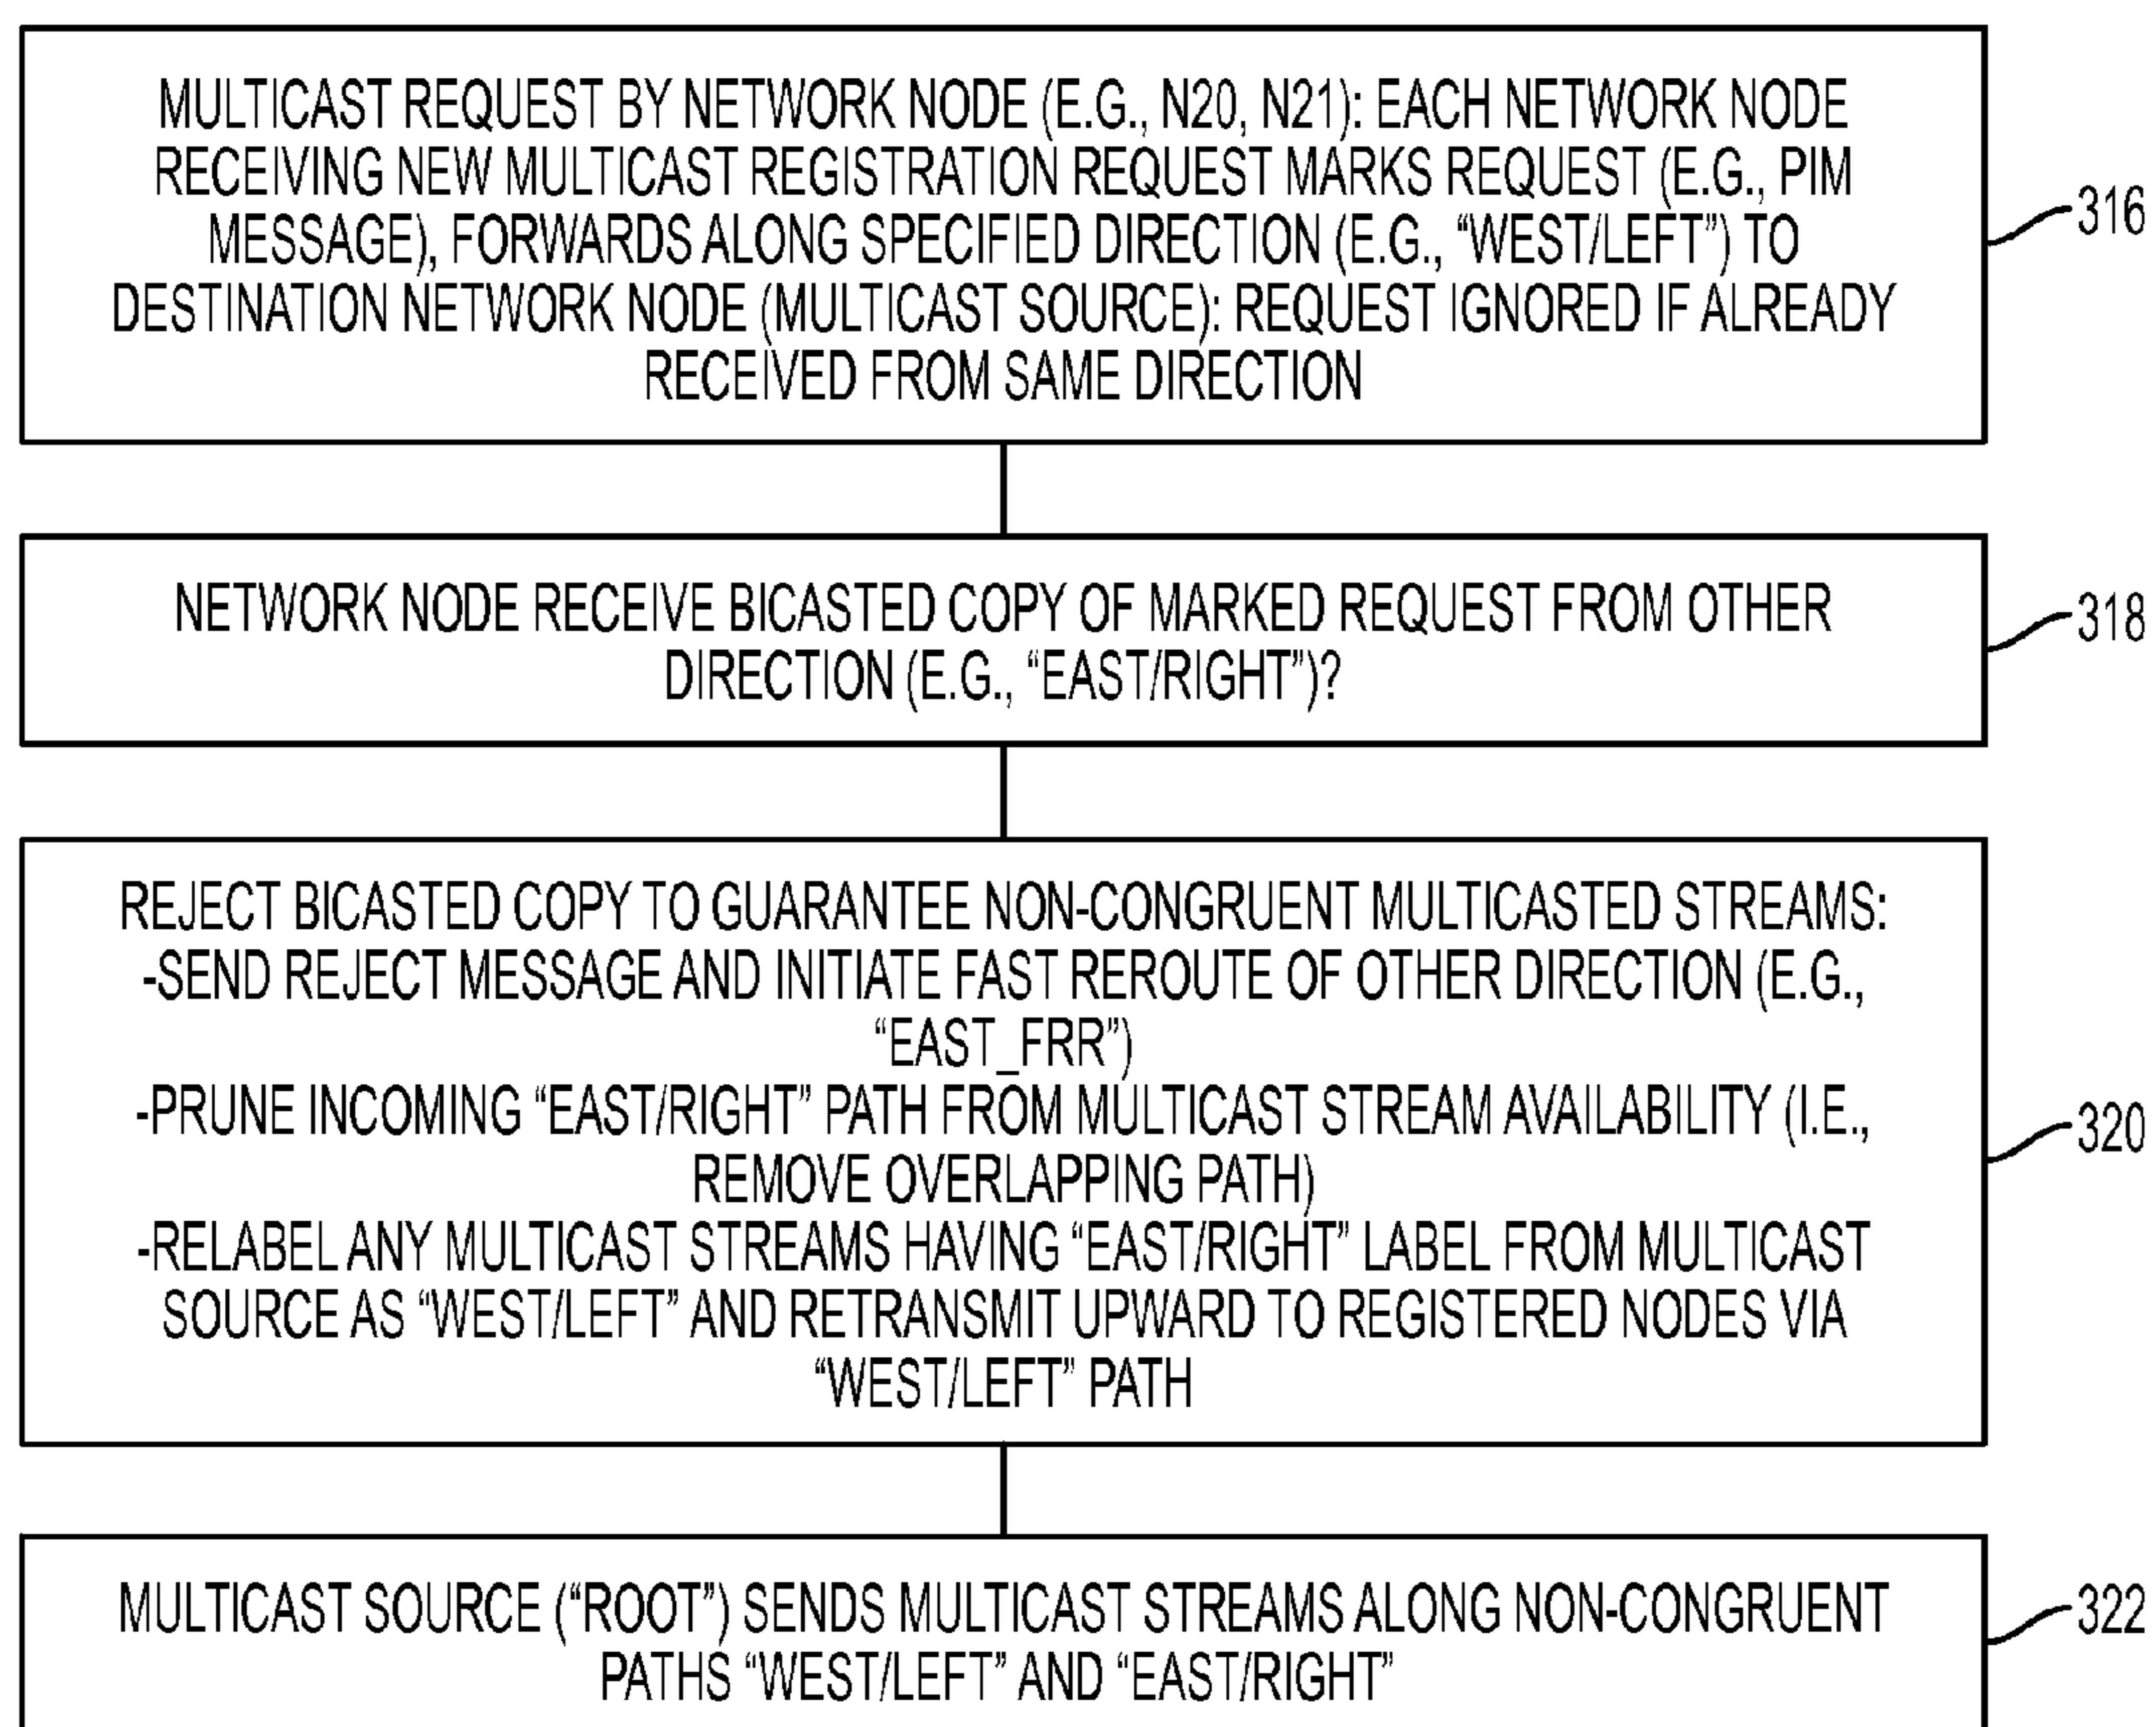 MULTICAST REQUEST BY NETWORK NODE (E.G., N20, N21): EACH NETWORK NODE
RECEIVING NEW MULTICAST REGISTRATION REQUEST MARKS REQUEST (E.G., PIM
MESSAGE), FORWARDS ALONG SPECIFIED DIRECTION (E.G., “WEST/LEFT”) TO
DESTINATION NETWORK NODE (MULTICAST SOURCE): REQUEST IGNORED IF ALREADY
RECEIVED FROM SAME DIRECTION
316
NETWORK NODE RECEIVE BICASTED COPY OF MARKED REQUEST FROM OTHER
DIRECTION (E.G., “EAST/RIGHT”)?
318
REJECT BICASTED COPY TO GUARANTEE NON-CONGRUENT MULTICASTED STREAMS:
-SEND REJECT MESSAGE AND INITIATE FAST REROUTE OF OTHER DIRECTION (E.G.,
“EAST_FRR”)
-PRUNE INCOMING “EAST/RIGHT” PATH FROM MULTICAST STREAM AVAILABILITY (I.E.,
REMOVE OVERLAPPING PATH)
-RELABEL ANY MULTICAST STREAMS HAVING “EAST/RIGHT” LABEL FROM MULTICAST
SOURCE AS “WEST/LEFT” AND RETRANSMIT UPWARD TO REGISTERED NODES VIA
“WEST/LEFT” PATH
320
MULTICAST SOURCE (“ROOT”) SENDS MULTICAST STREAMS ALONG NON-CONGRUENT
PATHS “WEST/LEFT” AND “EAST/RIGHT”
322